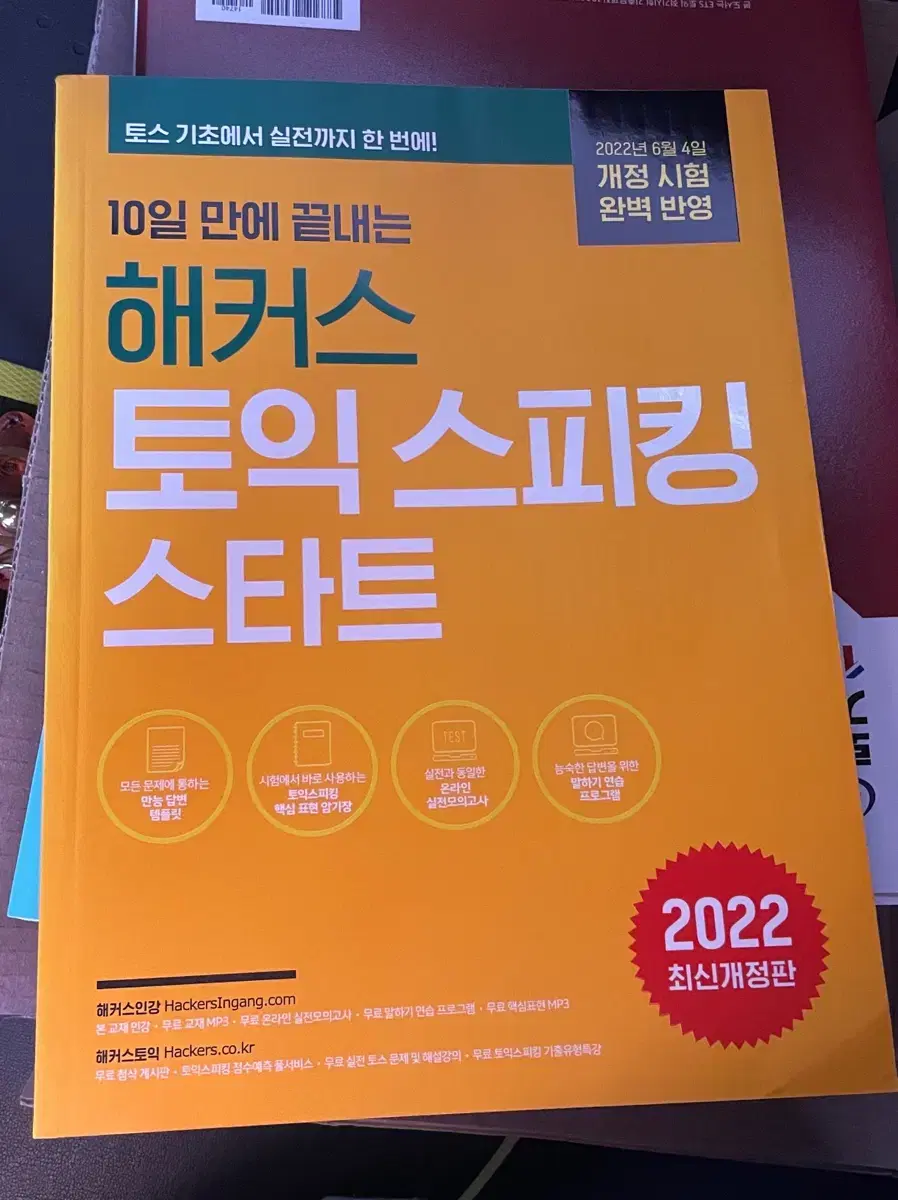 토스 기초에서 실전까지 한 번에!
2022년 6월 4일
개정 시험
완벽 반영
10일 만에 끝내는
해커스
토익 스피킹
스타트
모든 문제에 통하는
만능 답변
템플릿
시험에서 바로 사용하는
토익스피킹
핵심 표현 암기장
TEST
실전과 동일한
온라인
실전모의고사
능숙한 답변을 위한
말하기 연습
프로그램
2022
최신개정판
해커스인강 HackersIngang.com
본 교재 인강 · 무료 교재 MP3 · 무료 온라인 실전모의고사 · 무료 말하기 연습 프로그램 · 무료 핵심표현 MP3
해커스토익 Hackers.co.kr
무료 첨삭 게시판 · 토익스피킹 점수예측 풀서비스 · 무료 실전 토스 문제 및 해설강의 · 무료 토익스피킹 기출유형특강